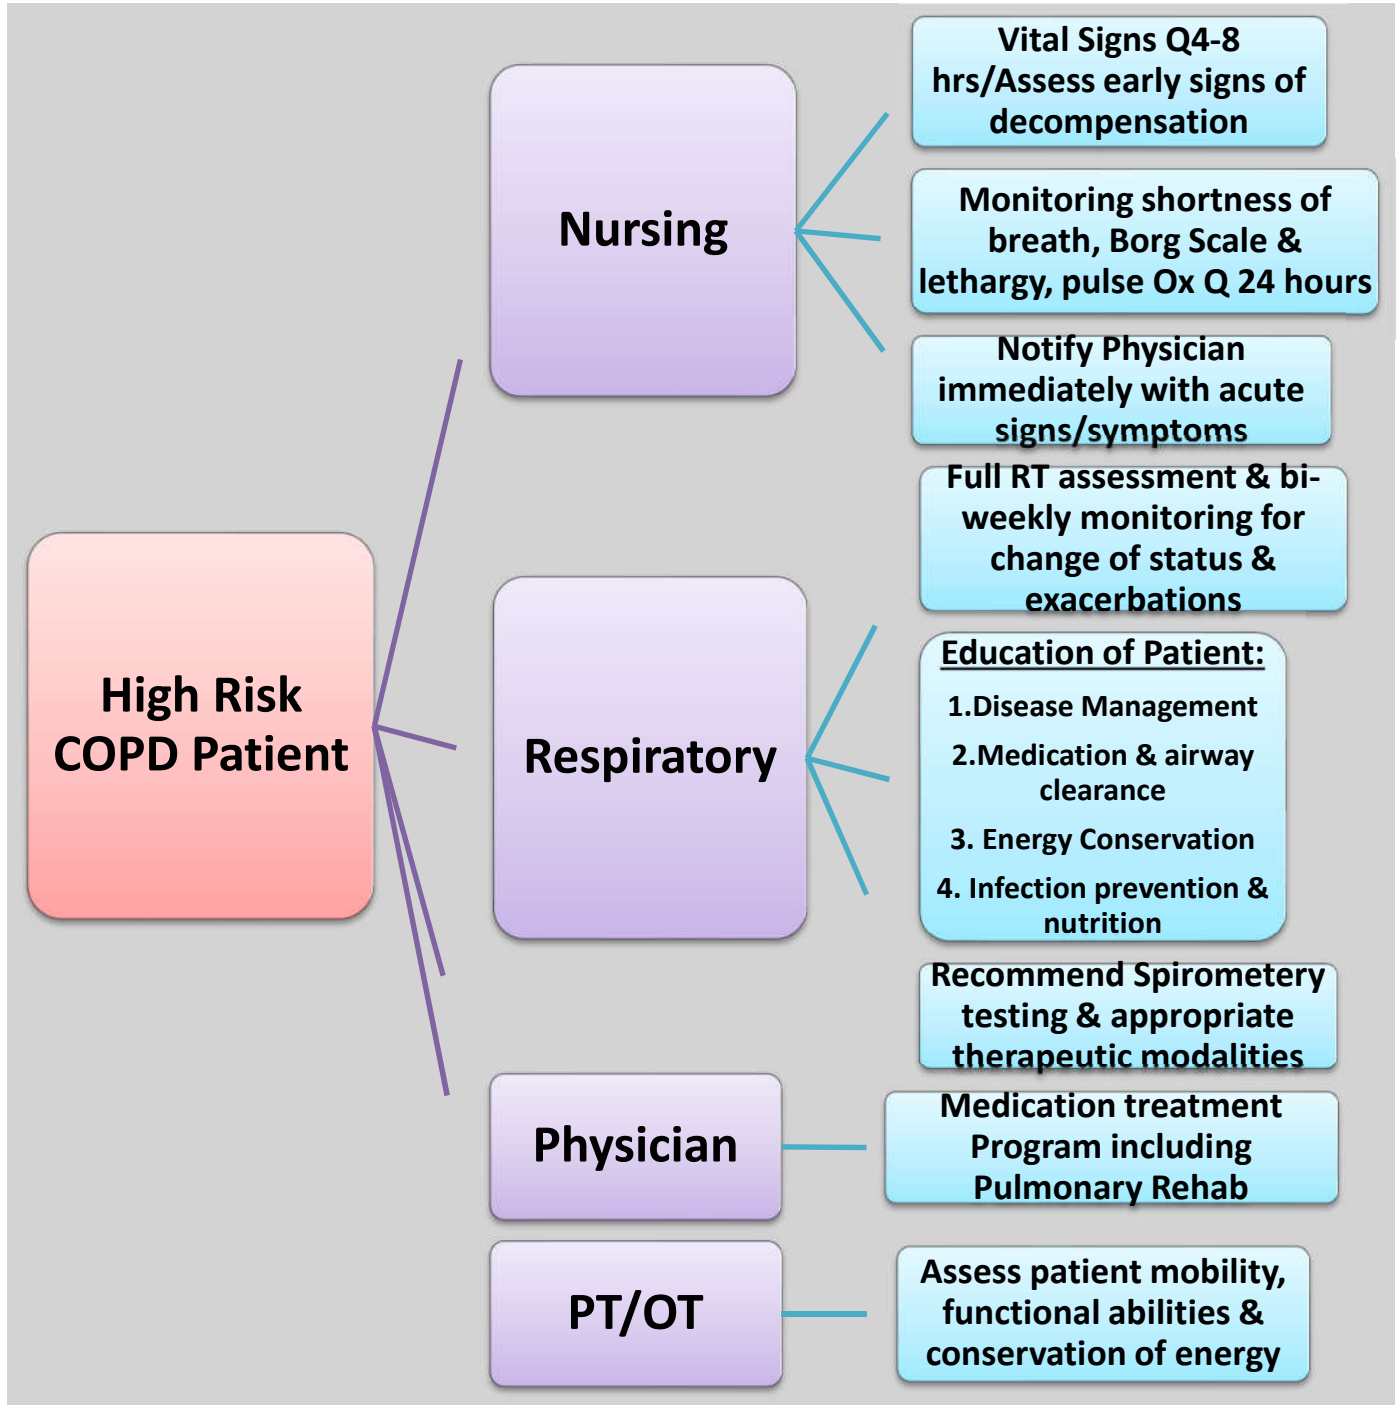 High Risk
COPD Patient
Nursing
Vital Signs Q4-8
hrs/Assess early signs of
decompensation
Monitoring shortness of
breath, Borg Scale &
lethargy, pulse Ox Q 24 hours
Notify Physician
immediately with acute
signs/symptoms
Respiratory
Full RT assessment & bi-
weekly monitoring for
change of status &
exacerbations
Education of Patient:
1.Disease Management
2.Medication & airway
clearance
3. Energy Conservation
4. Infection prevention &
nutrition
Recommend Spirometery
testing & appropriate
therapeutic modalities
Physician
Medication treatment
Program including
Pulmonary Rehab
PT/OT
Assess patient mobility,
functional abilities &
conservation of energy